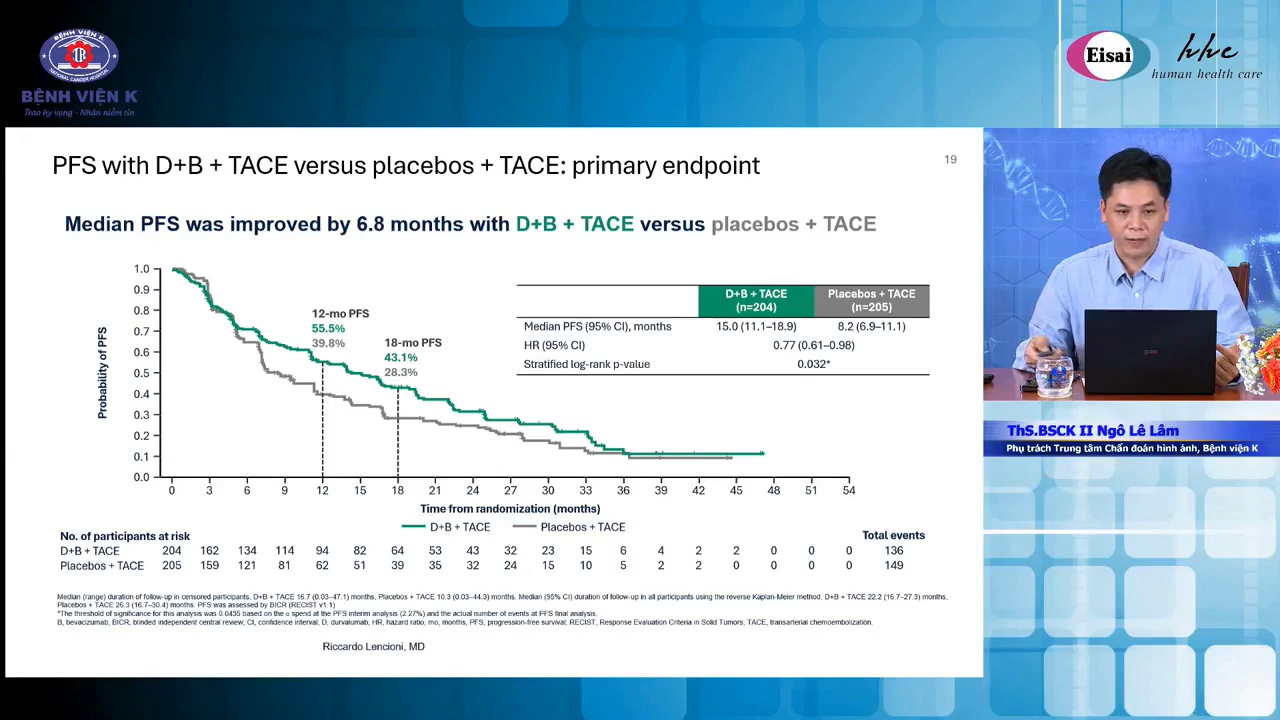 BỆNH VIỆN K
NATIONAL CANCER HOSPITAL
BỆNH VIỆN K
Trao hy vọng - Nhận niềm tin
Eisai
hhc
human health care
PFS with D+B + TACE versus placebos + TACE: primary endpoint
19
Median PFS was improved by 6.8 months with D+B + TACE versus placebos + TACE
Probability of PFS
1.0
0.9
0.8
0.7
0.6
0.5
0.4
0.3
0.2
0.1
0.0
12-mo PFS
55.5%
39.8%
18-mo PFS
43.1%
28.3%
D+B + TACE (n=204) Placebos + TACE (n=205)
Median PFS (95% CI), months 15.0 (11.1–18.9) 8.2 (6.9–11.1)
HR (95% CI) 0.77 (0.61–0.98)
Stratified log-rank p-value 0.032*
0 3 6 9 12 15 18 21 24 27 30 33 36 39 42 45 48 51 54
Time from randomization (months)
D+B + TACE Placebos + TACE
No. of participants at risk Total events
D+B + TACE 204 162 134 114 94 82 64 53 43 32 23 15 6 4 2 2 0 0 0 136
Placebos + TACE 205 159 121 81 62 51 39 35 32 24 15 10 5 2 2 0 0 0 0 149
Median (range) duration of follow-up in censored participants, D+B + TACE 16.7 (0.03–47.1) months, Placebos + TACE 10.3 (0.03–44.3) months. Median (95% CI) duration of follow-up in all participants using the reverse Kaplan-Meier method, D+B + TACE 22.2 (16.7–27.3) months,
Placebos + TACE 26.3 (16.7–30.4) months. PFS was assessed by BICR (RECIST v1.1)
*The threshold of significance for this analysis was 0.0435 based on the α spend at the PFS interim analysis (2.27%) and the actual number of events at PFS final analysis.
B, bevacizumab; BICR, blinded independent central review; CI, confidence interval; D, durvalumab; HR, hazard ratio; mo, months, PFS, progression-free survival; RECIST, Response Evaluation Criteria in Solid Tumors; TACE, transarterial chemoembolization.
Riccardo Lencioni, MD
ThS.BSCK II Ngô Lê Lâm
Phụ trách Trung tâm Chẩn đoán hình ảnh, Bệnh viện K